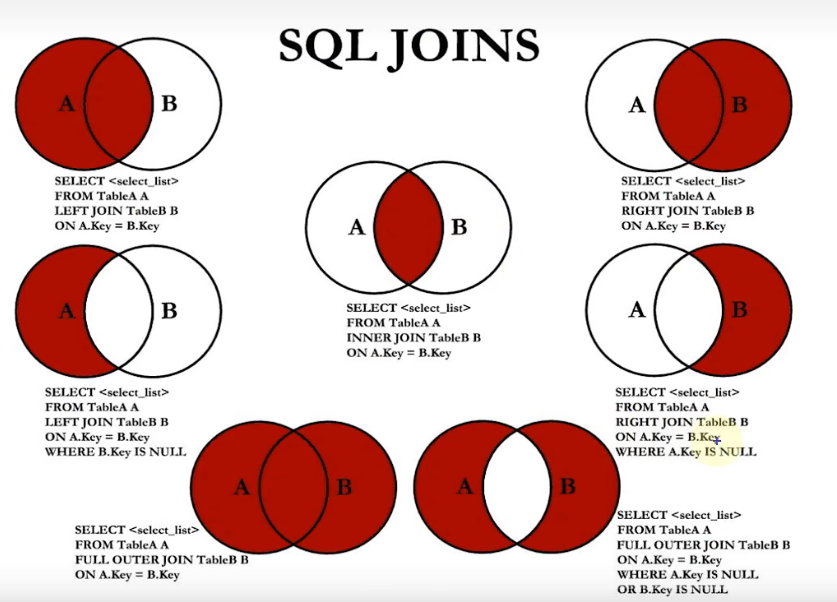 SQL JOINS
A B
SELECT <select_list>
FROM TableA A
LEFT JOIN TableB B
ON A.Key = B.Key
A B
SELECT <select_list>
FROM TableA A
RIGHT JOIN TableB B
ON A.Key = B.Key
A B
SELECT <select_list>
FROM TableA A
INNER JOIN TableB B
ON A.Key = B.Key
A B
SELECT <select_list>
FROM TableA A
LEFT JOIN TableB B
ON A.Key = B.Key
WHERE B.Key IS NULL
A B
SELECT <select_list>
FROM TableA A
RIGHT JOIN TableB B
ON A.Key = B.Key
WHERE A.Key IS NULL
A B
SELECT <select_list>
FROM TableA A
FULL OUTER JOIN TableB B
ON A.Key = B.Key
A B
SELECT <select_list>
FROM TableA A
FULL OUTER JOIN TableB B
ON A.Key = B.Key
WHERE A.Key IS NULL
OR B.Key IS NULL